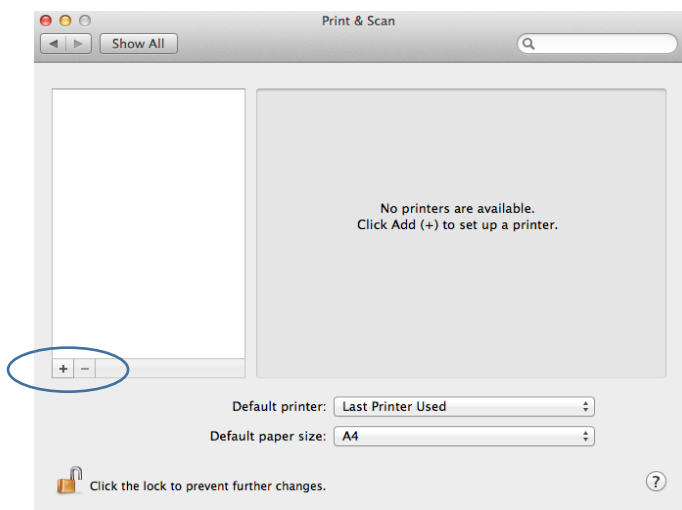 Print & Scan
Show All
No printers are available.
Click Add (+) to set up a printer.
+ −
Default printer: Last Printer Used
Default paper size: A4
Click the lock to prevent further changes.
?